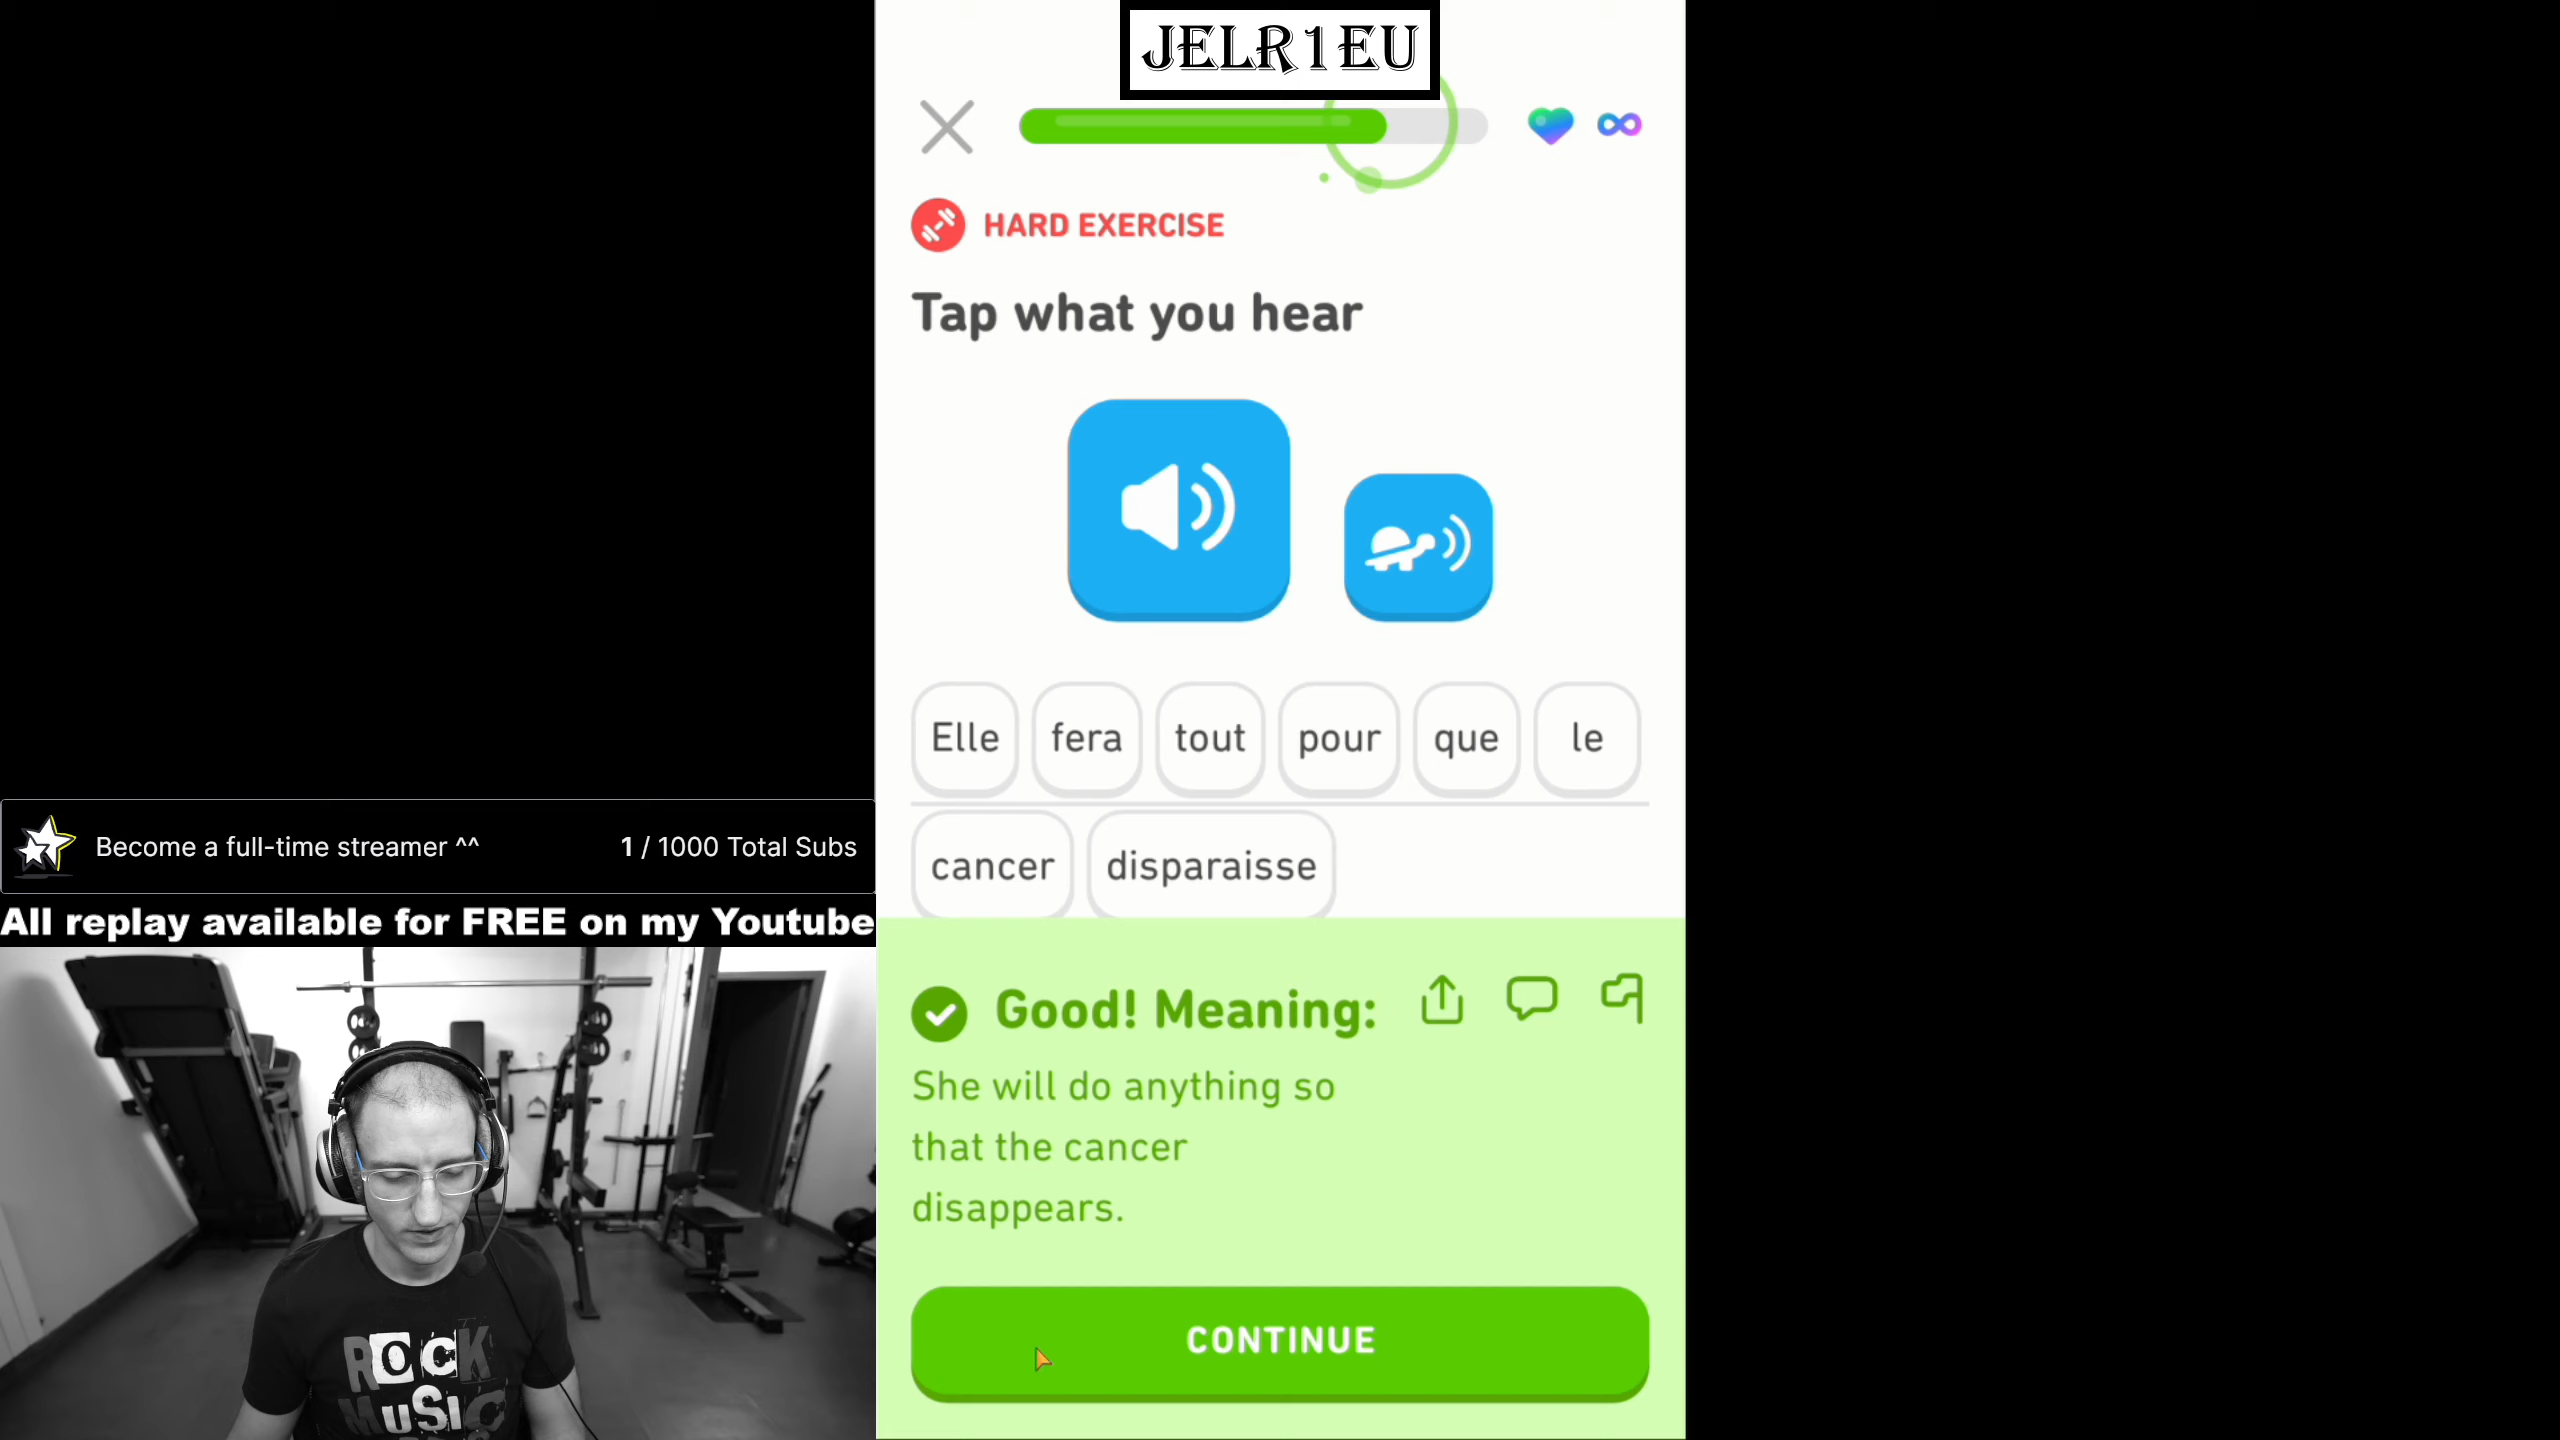 JELR1EU
HARD EXERCISE
Tap what you hear
Elle fera tout pour que le
cancer disparaisse
Good! Meaning:
She will do anything so
that the cancer
disappears.
CONTINUE
Become a full-time streamer ^^ 1 / 1000 Total Subs
All replay available for FREE on my Youtube
ROCK
MUSIC